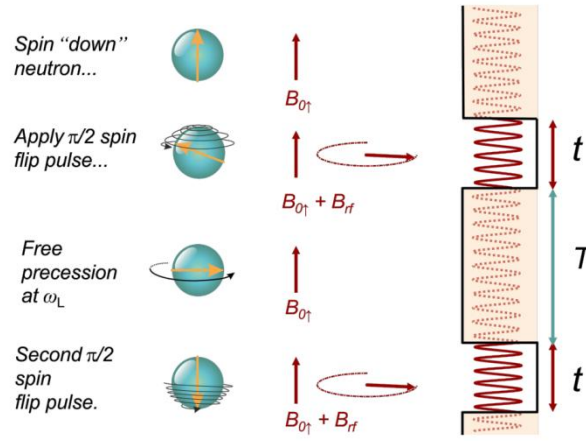 Spin “down”
neutron...
B0↑
Apply π/2 spin
flip pulse...
B0↑ + Brf
t
Free
precession
at ωL
B0↑
T
Second π/2
spin
flip pulse.
B0↑ + Brf
t